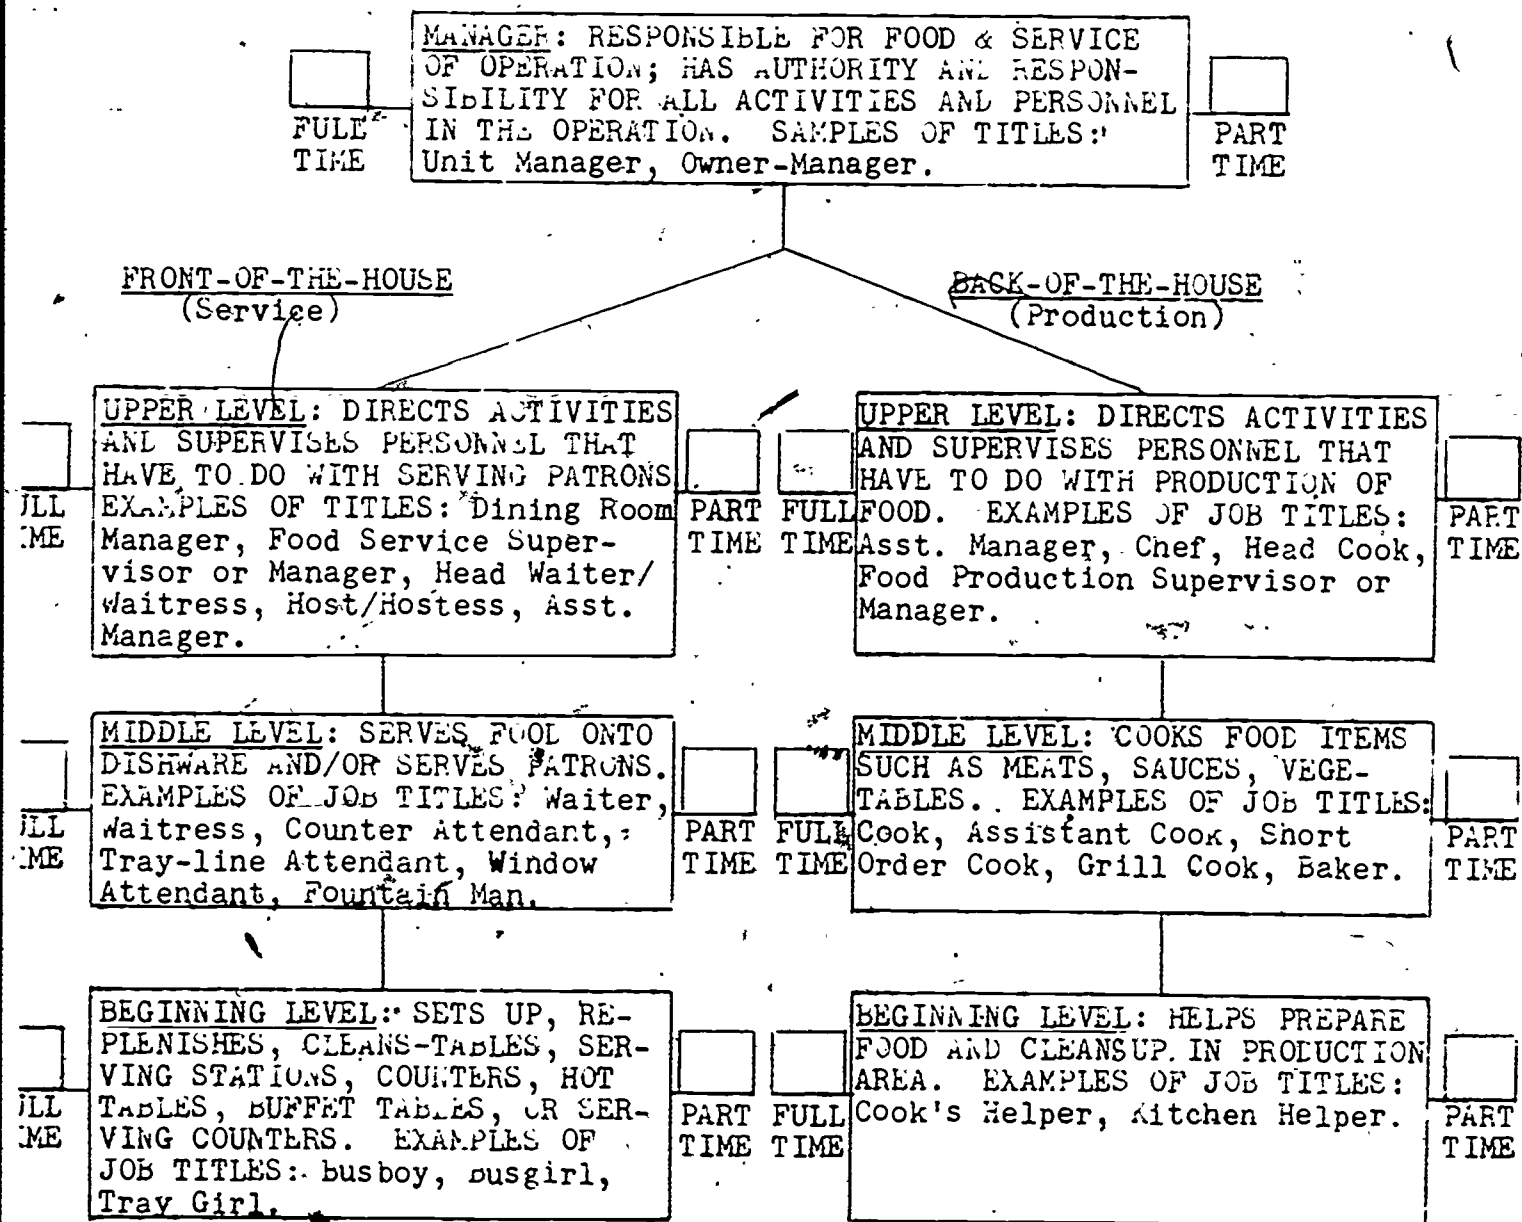 MANAGER: RESPONSIBLE FOR FOOD & SERVICE
OF OPERATION; HAS AUTHORITY AND RESPON-
SIBILITY FOR ALL ACTIVITIES AND PERSONNEL
IN THE OPERATION. SAMPLES OF TITLES:
Unit Manager, Owner-Manager.
FULL
TIME
PART
TIME
FRONT-OF-THE-HOUSE
(Service)
BACK-OF-THE-HOUSE
(Production)
UPPER LEVEL: DIRECTS ACTIVITIES
AND SUPERVISES PERSONNEL THAT
HAVE TO DO WITH SERVING PATRONS
EXAMPLES OF TITLES: Dining Room
Manager, Food Service Super-
visor or Manager, Head Waiter/
Waitress, Host/Hostess, Asst.
Manager.
ULL
ME
PART
TIME
FULL
TIME
UPPER LEVEL: DIRECTS ACTIVITIES
AND SUPERVISES PERSONNEL THAT
HAVE TO DO WITH PRODUCTION OF
FOOD. EXAMPLES OF JOB TITLES:
Asst. Manager, Chef, Head Cook,
Food Production Supervisor or
Manager.
PART
TIME
MIDDLE LEVEL: SERVES FOOD ONTO
DISHWARE AND/OR SERVES PATRONS.
EXAMPLES OF JOB TITLES: Waiter,
Waitress, Counter Attendant,
Tray-line Attendant, Window
Attendant, Fountain Man.
ULL
ME
PART
TIME
FULL
TIME
MIDDLE LEVEL: COOKS FOOD ITEMS
SUCH AS MEATS, SAUCES, VEGE-
TABLES. EXAMPLES OF JOB TITLES:
Cook, Assistant Cook, Short
Order Cook, Grill Cook, Baker.
PART
TIME
BEGINNING LEVEL: SETS UP, RE-
PLENISHES, CLEANS-TABLES, SER-
VING STATIONS, COUNTERS, HOT
TABLES, BUFFET TABLES, OR SER-
VING COUNTERS. EXAMPLES OF
JOB TITLES: Busboy, Busgirl,
Tray Girl.
ULL
ME
PART
TIME
FULL
TIME
BEGINNING LEVEL: HELPS PREPARE
FOOD AND CLEANSUP IN PRODUCTION
AREA. EXAMPLES OF JOB TITLES:
Cook's Helper, Kitchen Helper.
PART
TIME